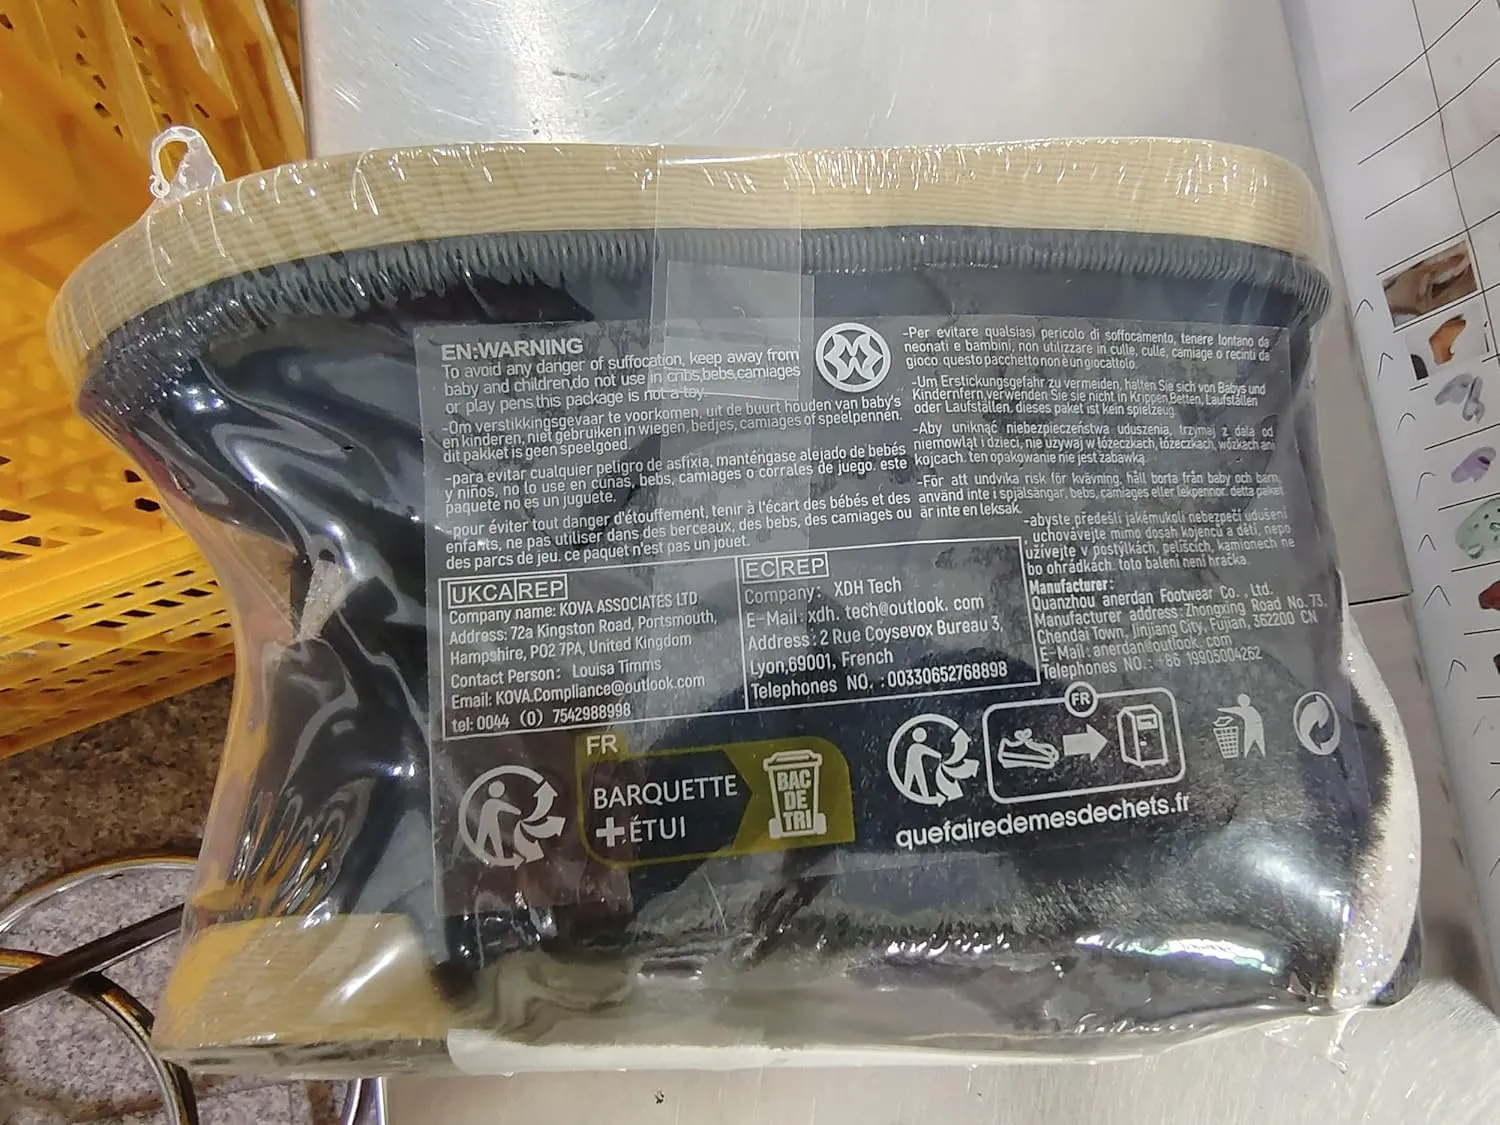 EN:WARNING
To avoid any danger of suffocation, keep away from
baby and children,do not use in cribs,bebs,camiages
or play pens.this package is not a toy.
-Om verstikkingsgevaar te voorkomen, uit de buurt houden van baby's
en kinderen, niet gebruiken in wiegen, bedjes, camiages of speelpennen.
dit pakket is geen speelgoed.
-para evitar cualquier peligro de asfixia, manténgase alejado de bebés
y niños, no lo use en cunas, bebs, camiages o corrales de juego. este
paquete no es un juguete.
-pour éviter tout danger d'étouffement, tenir à l'écart des bébés et des
enfants, ne pas utiliser dans des berceaux, des bebs, des camiages ou
des parcs de jeu. ce paquet n'est pas un jouet.
-Per evitare qualsiasi pericolo di soffocamento, tenere lontano da
neonati e bambini, non utilizzare in culle, culle, camiage o recinti da
gioco. questo pacchetto non è un giocattolo.
-Um Erstickungsgefahr zu vermeiden, halten Sie sich von Babys und
Kindernfern,verwenden Sie sie nicht in Krippen,Betten, Laufställen
oder Laufställen, dieses paket ist kein spielzeug.
-Aby uniknąć niebezpieczeństwa uduszenia, trzymaj z dala od
niemowląt i dzieci, nie używaj w łóżeczkach, łóżeczkach, wózkach ani
kojcach. ten opakowanie nie jest zabawką.
-För att undvika risk för kvävning, håll borta från baby och barn,
använd inte i spjälsängar, bebs, camiages eller lekpennor. detta paket
är inte en leksak.
-abyste předešli jakémukoli nebezpečí udušení
uchovávejte mimo dosah kojenců a dětí, nepo
užívejte v postýlkách, pelíšcích, kamionech ne
bo ohrádkách. toto balení není hračka.
UKCA REP
Company name: KOVA ASSOCIATES LTD
Address: 72a Kingston Road, Portsmouth,
Hampshire, PO2 7PA, United Kingdom
Contact Person: Louisa Timms
Email: KOVA.Compliance@outlook.com
tel: 0044 (0) 7542988998
EC REP
Company: XDH Tech
E-Mail:xdh. tech@outlook. com
Address:2 Rue Coysevox Bureau 3,
Lyon,69001, French
Telephones NO. :00330652768898
Manufacturer:
Quanzhou anerdan Footwear Co., Ltd.
Manufacturer address:Zhongxing Road No. 73,
Chendai Town, Jinjiang City, Fujian, 362200 CN
E-Mail:anerdan@outlook. com
Telephones NO.:+86 19905004262
FR
BARQUETTE
+ÉTUI
BAC
DE
TRI
FR
quefairedemesdechets.fr